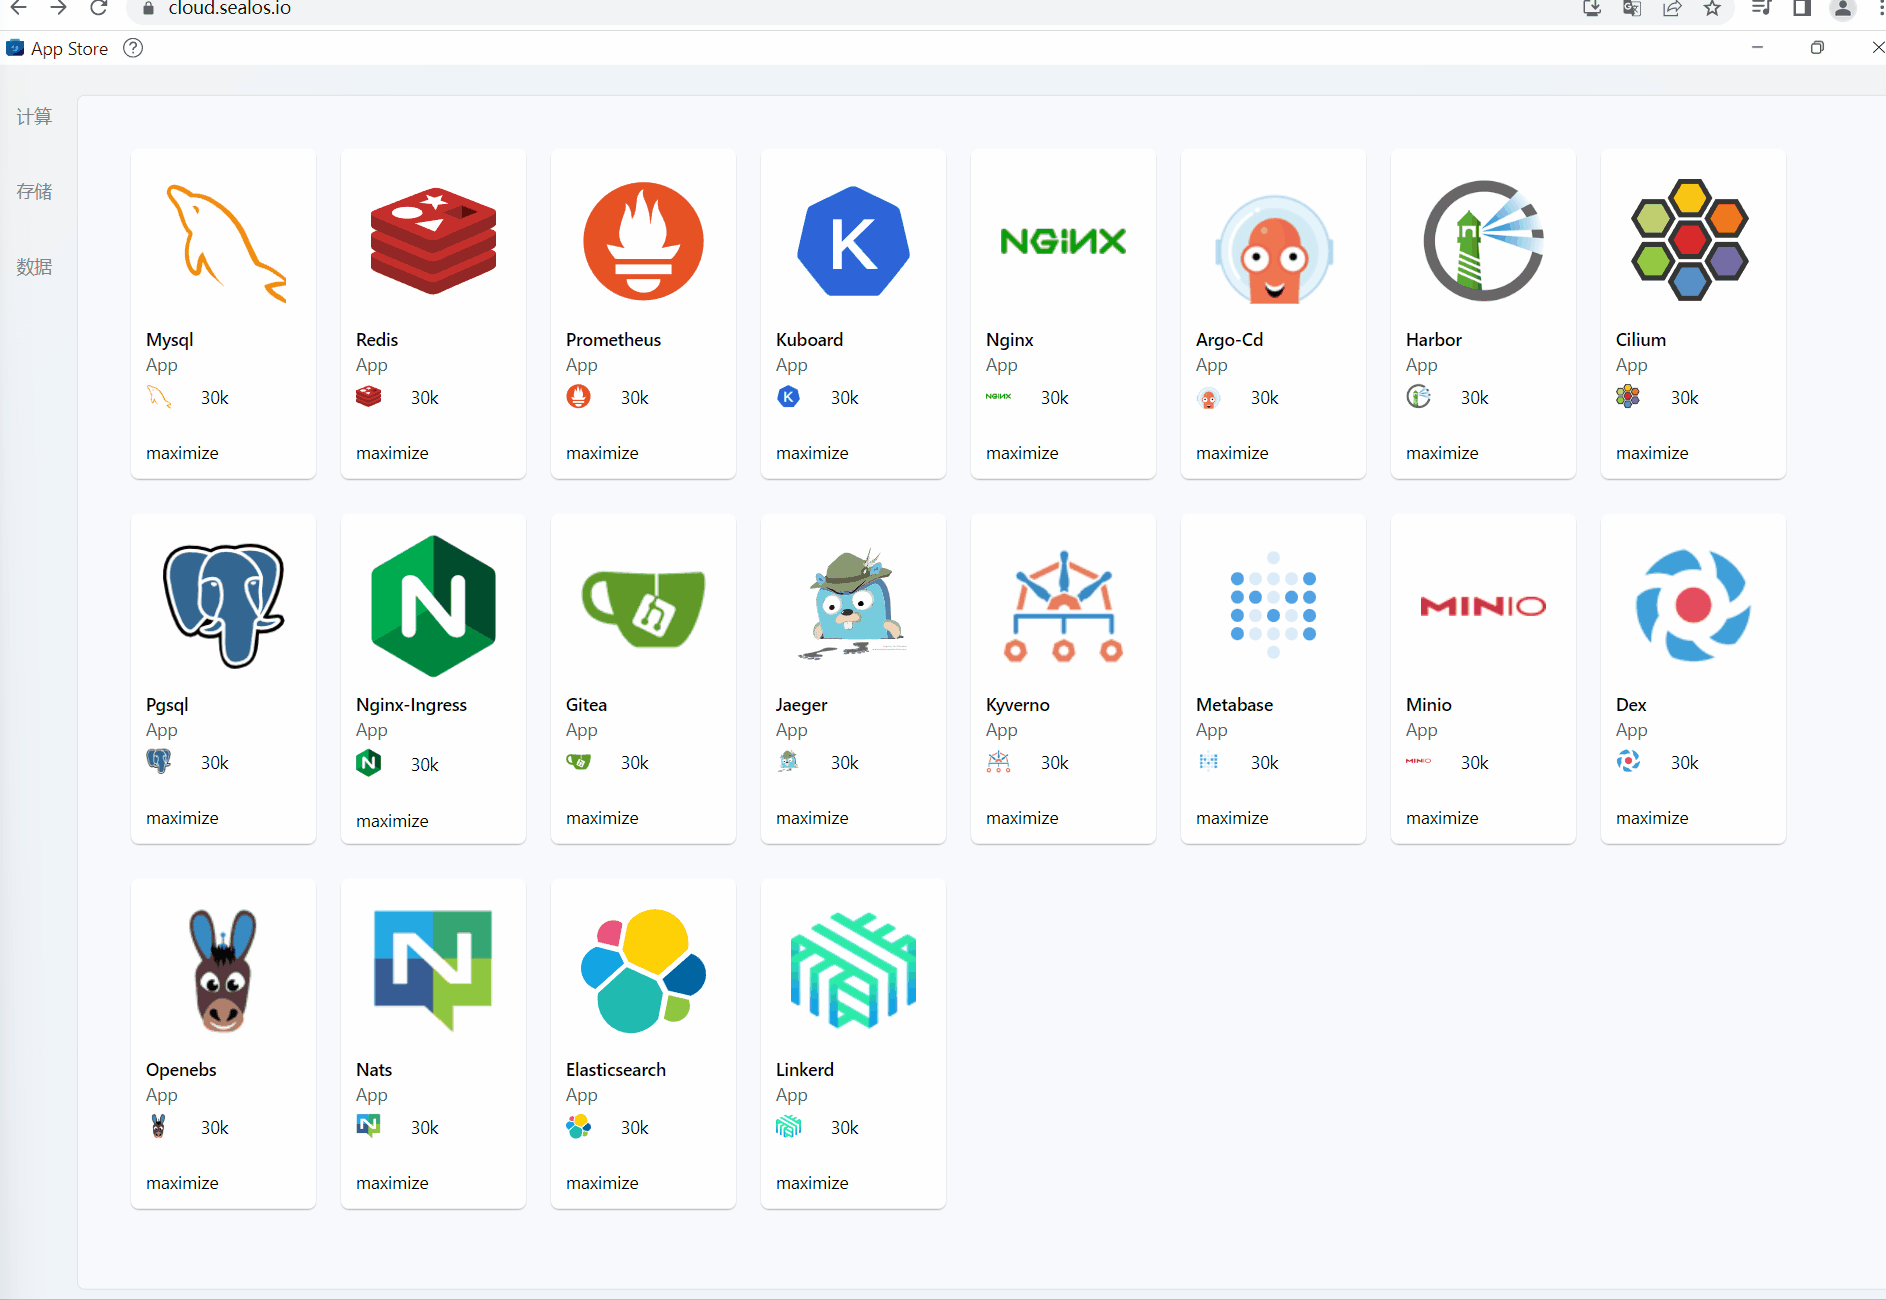 cloud.sealos.io
App Store
计算
存储
数据
NGiNX
Mysql
App
30k
maximize
Redis
App
30k
maximize
Prometheus
App
30k
maximize
K
Kuboard
App
K
30k
maximize
Nginx
App
NGiNX
30k
maximize
Argo-Cd
App
30k
maximize
Harbor
App
30k
maximize
Cilium
App
30k
maximize
Pgsql
App
30k
maximize
N
Nginx-Ingress
App
N
30k
maximize
Gitea
App
30k
maximize
Jaeger
App
30k
maximize
Kyverno
App
30k
maximize
Metabase
App
30k
maximize
MINIO
Minio
App
MINIO
30k
maximize
Dex
App
30k
maximize
Openebs
App
30k
maximize
N
Nats
App
N
30k
maximize
Elasticsearch
App
30k
maximize
Linkerd
App
30k
maximize